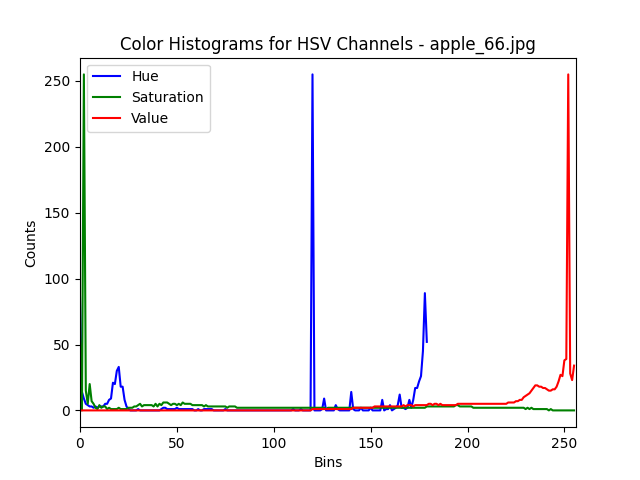 Color Histograms for HSV Channels - apple_66.jpg
Hue
Saturation
Value
Counts
250
200
150
100
50
0
0 50 100 150 200 250
Bins